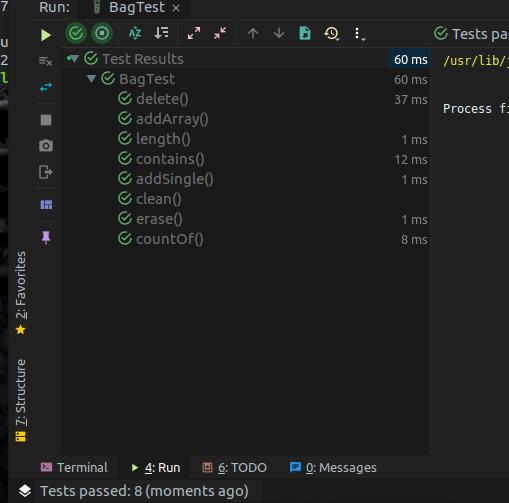 Run: BagTest ×
Tests pa
Test Results 60 ms
/usr/lib/j
BagTest 60 ms
delete() 37 ms
addArray()
Process fi
length() 1 ms
contains() 12 ms
addSingle() 1 ms
clean()
erase() 1 ms
countOf() 8 ms
2: Favorites
7: Structure
Terminal 4: Run 6: TODO 0: Messages
Tests passed: 8 (moments ago)